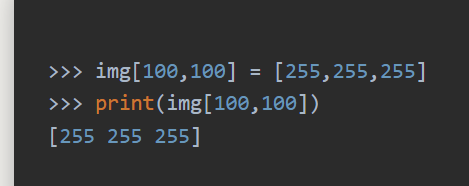 >>> img[100,100] = [255,255,255]
>>> print(img[100,100])
[255 255 255]